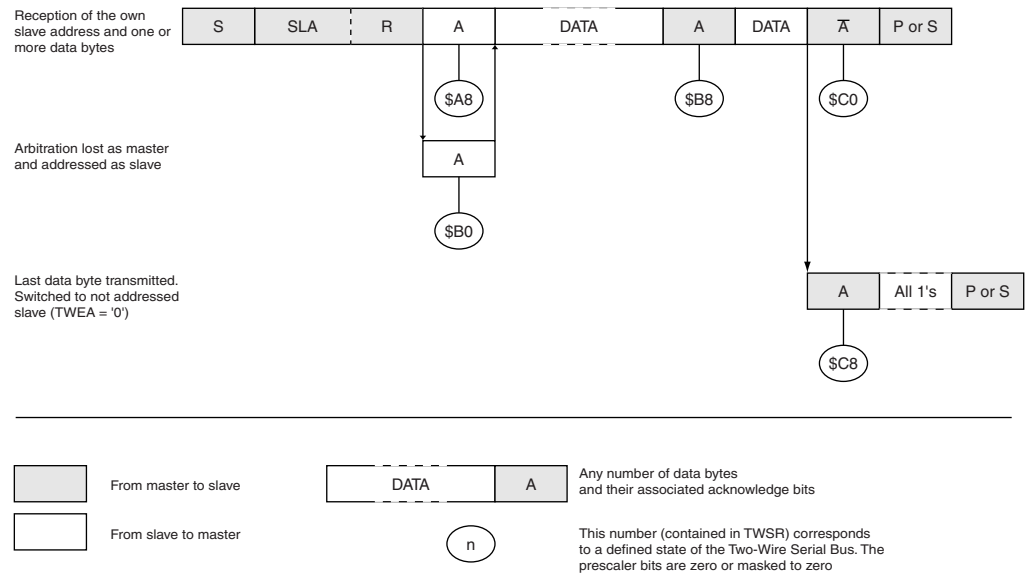 Reception of the own
slave address and one or
more data bytes
S SLA R A DATA A DATA A̅ P or S
$A8 $B8 $C0
Arbitration lost as master
and addressed as slave
A
$B0
Last data byte transmitted.
Switched to not addressed
slave (TWEA = '0')
A All 1's P or S
$C8
From master to slave
From slave to master
DATA A
Any number of data bytes
and their associated acknowledge bits
n
This number (contained in TWSR) corresponds
to a defined state of the Two-Wire Serial Bus. The
prescaler bits are zero or masked to zero